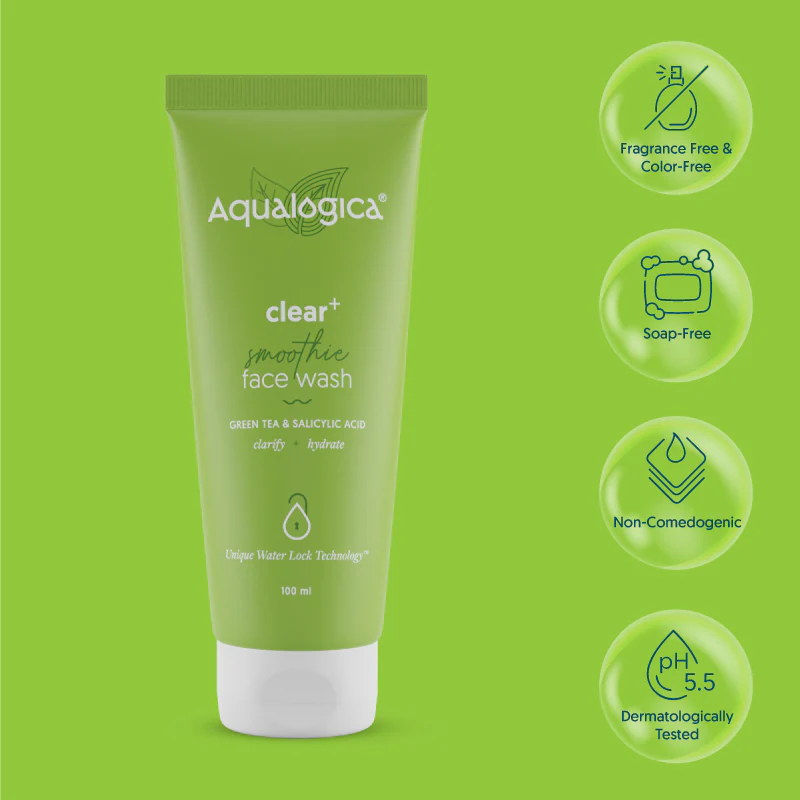 Aqualogica®
clear+
smoothie
face wash
GREEN TEA & SALICYLIC ACID
clarify + hydrate
Unique Water Lock Technology™
100 ml
Fragrance Free &
Color-Free
Soap-Free
Non-Comedogenic
pH
5.5
Dermatologically
Tested